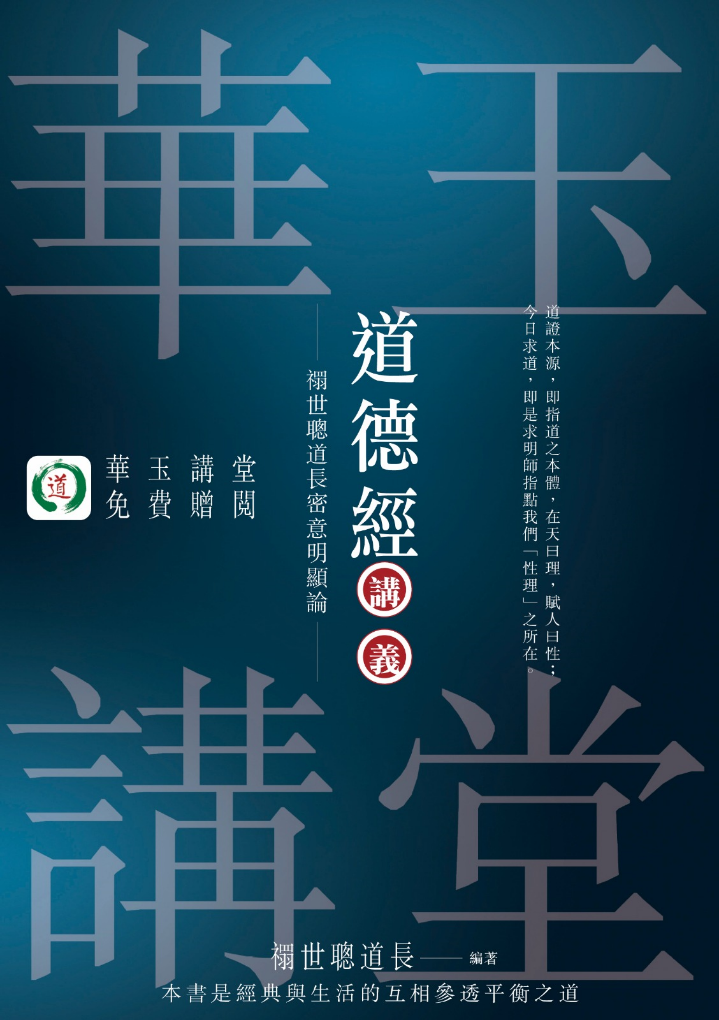 華玉
講堂
道證本源，即指道之本體，在天曰理，賦人曰性；
今日求道，即是求明師指點我們「性理」之所在。
道德經講義
禤世聰道長密意明顯論
道
華玉講堂
免費贈閱
禤世聰道長——編著
本書是經典與生活的互相參透平衡之道